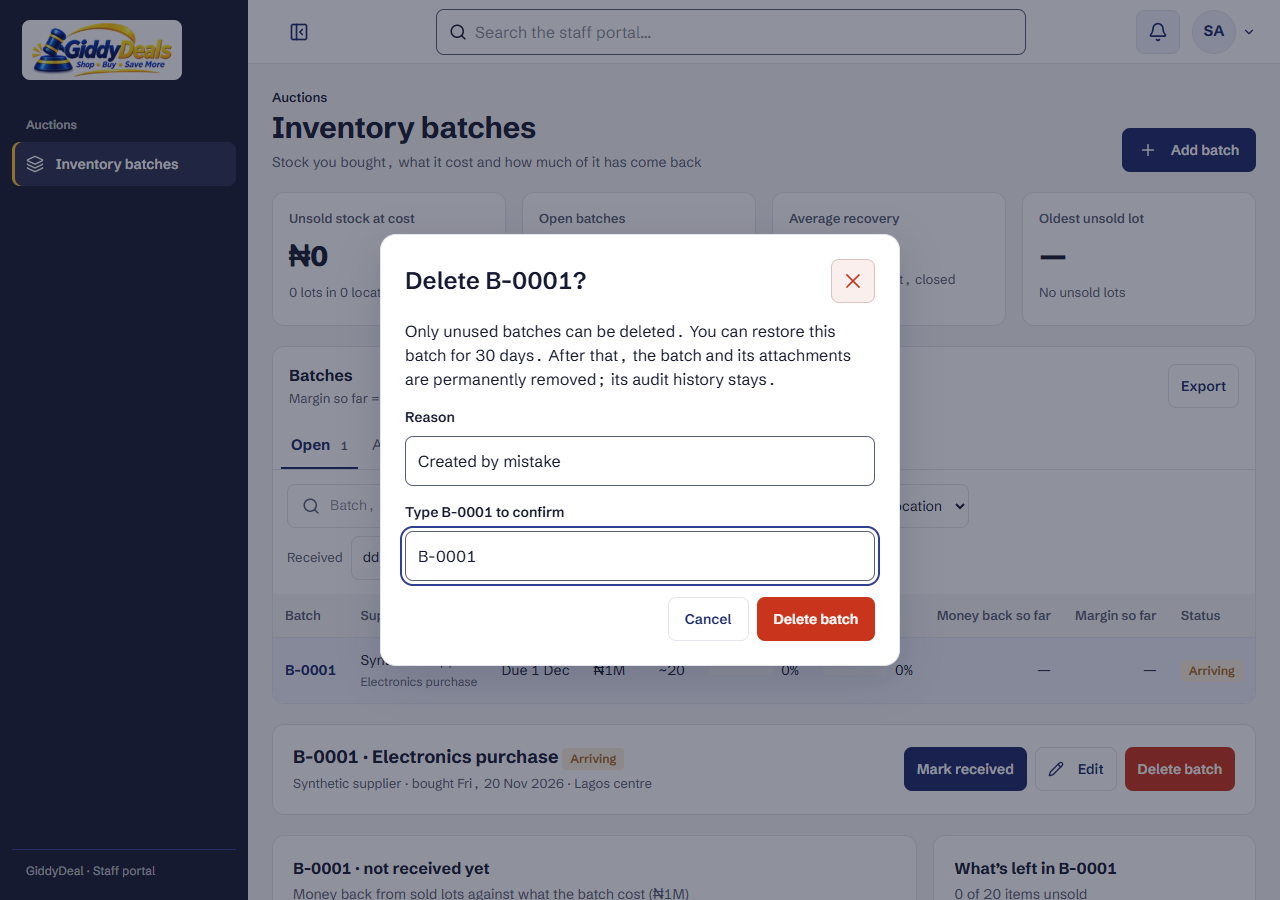 GiddyDeals
Shop • Buy • Save More
Search the staff portal...
SA
Auctions
Inventory batches
Auctions
Inventory batches
Stock you bought, what it cost and how much of it has come back
Add batch
Unsold stock at cost
Open batches
Average recovery
Oldest unsold lot
₦0
—
0 lots in 0
closed
No unsold lots
Delete B-0001?
Only unused batches can be deleted. You can restore this
batch for 30 days. After that, the batch and its attachments
are permanently removed; its audit history stays.
Reason
Created by mistake
Type B-0001 to confirm
B-0001
Cancel
Delete batch
Batches
Margin so far =
Export
Open 1
Batch,
Received
Batch
Money back so far
Margin so far
Status
B-0001
Electronics purchase
Due 1 Dec
₦1M
~20
0%
0%
—
—
Arriving
B-0001 · Electronics purchase
Arriving
Synthetic supplier · bought Fri, 20 Nov 2026 · Lagos centre
Mark received
Edit
Delete batch
B-0001 · not received yet
Money back from sold lots against what the batch cost (₦1M)
What's left in B-0001
0 of 20 items unsold
GiddyDeal · Staff portal